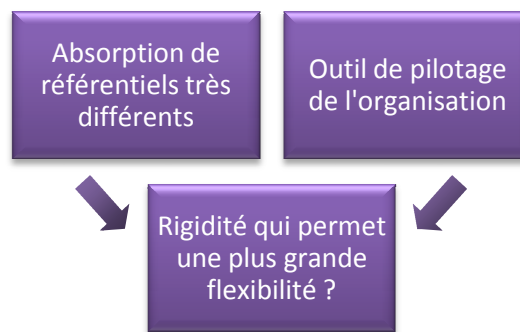 Absorption de
référentiels très
différents
Outil de pilotage
de l'organisation
Rigidité qui permet
une plus grande
flexibilité ?